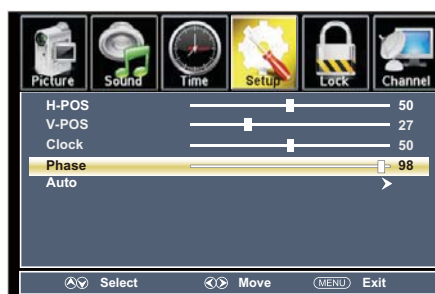 Picture Sound Time Setup Lock Channel
H-POS 50
V-POS 27
Clock 50
Phase 98
Auto
Select Move MENU Exit